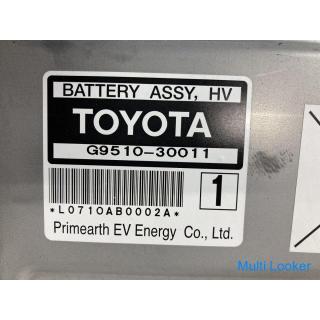 BATTERY ASSY, HV
TOYOTA
G9510-30011
1
*L0710AB0002A*
Primearth EV Energy Co., Ltd.
Multi Looker